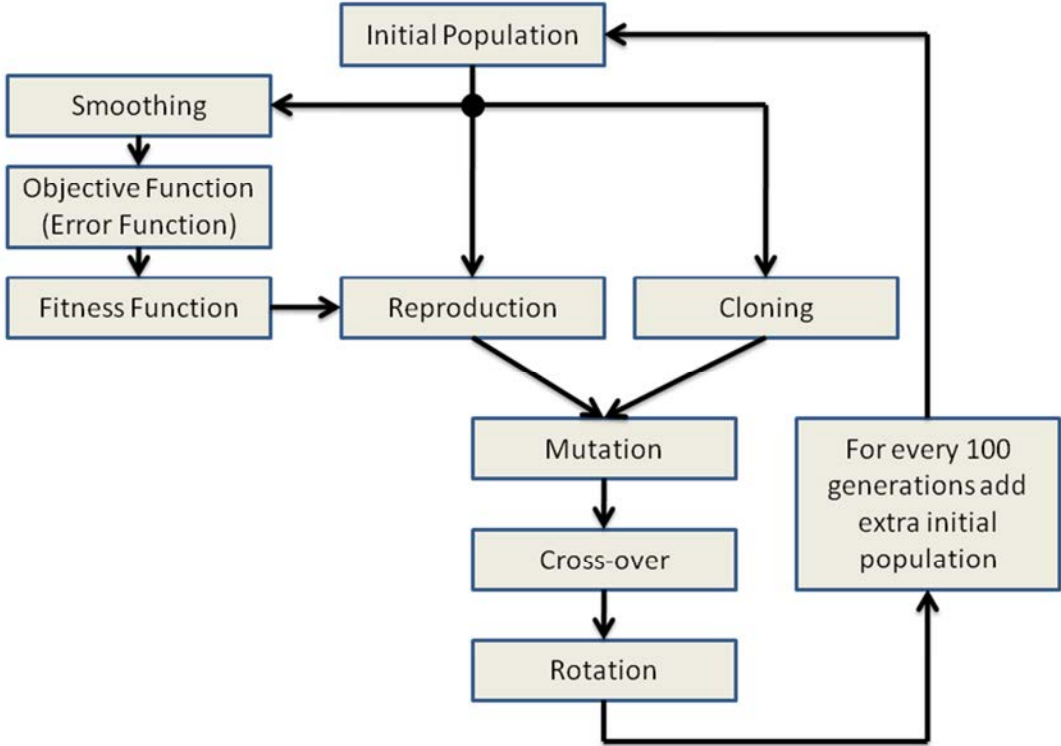 Initial Population
Smoothing
Objective Function
(Error Function)
Fitness Function
Reproduction
Cloning
Mutation
For every 100
generations add
extra initial
population
Cross-over
Rotation